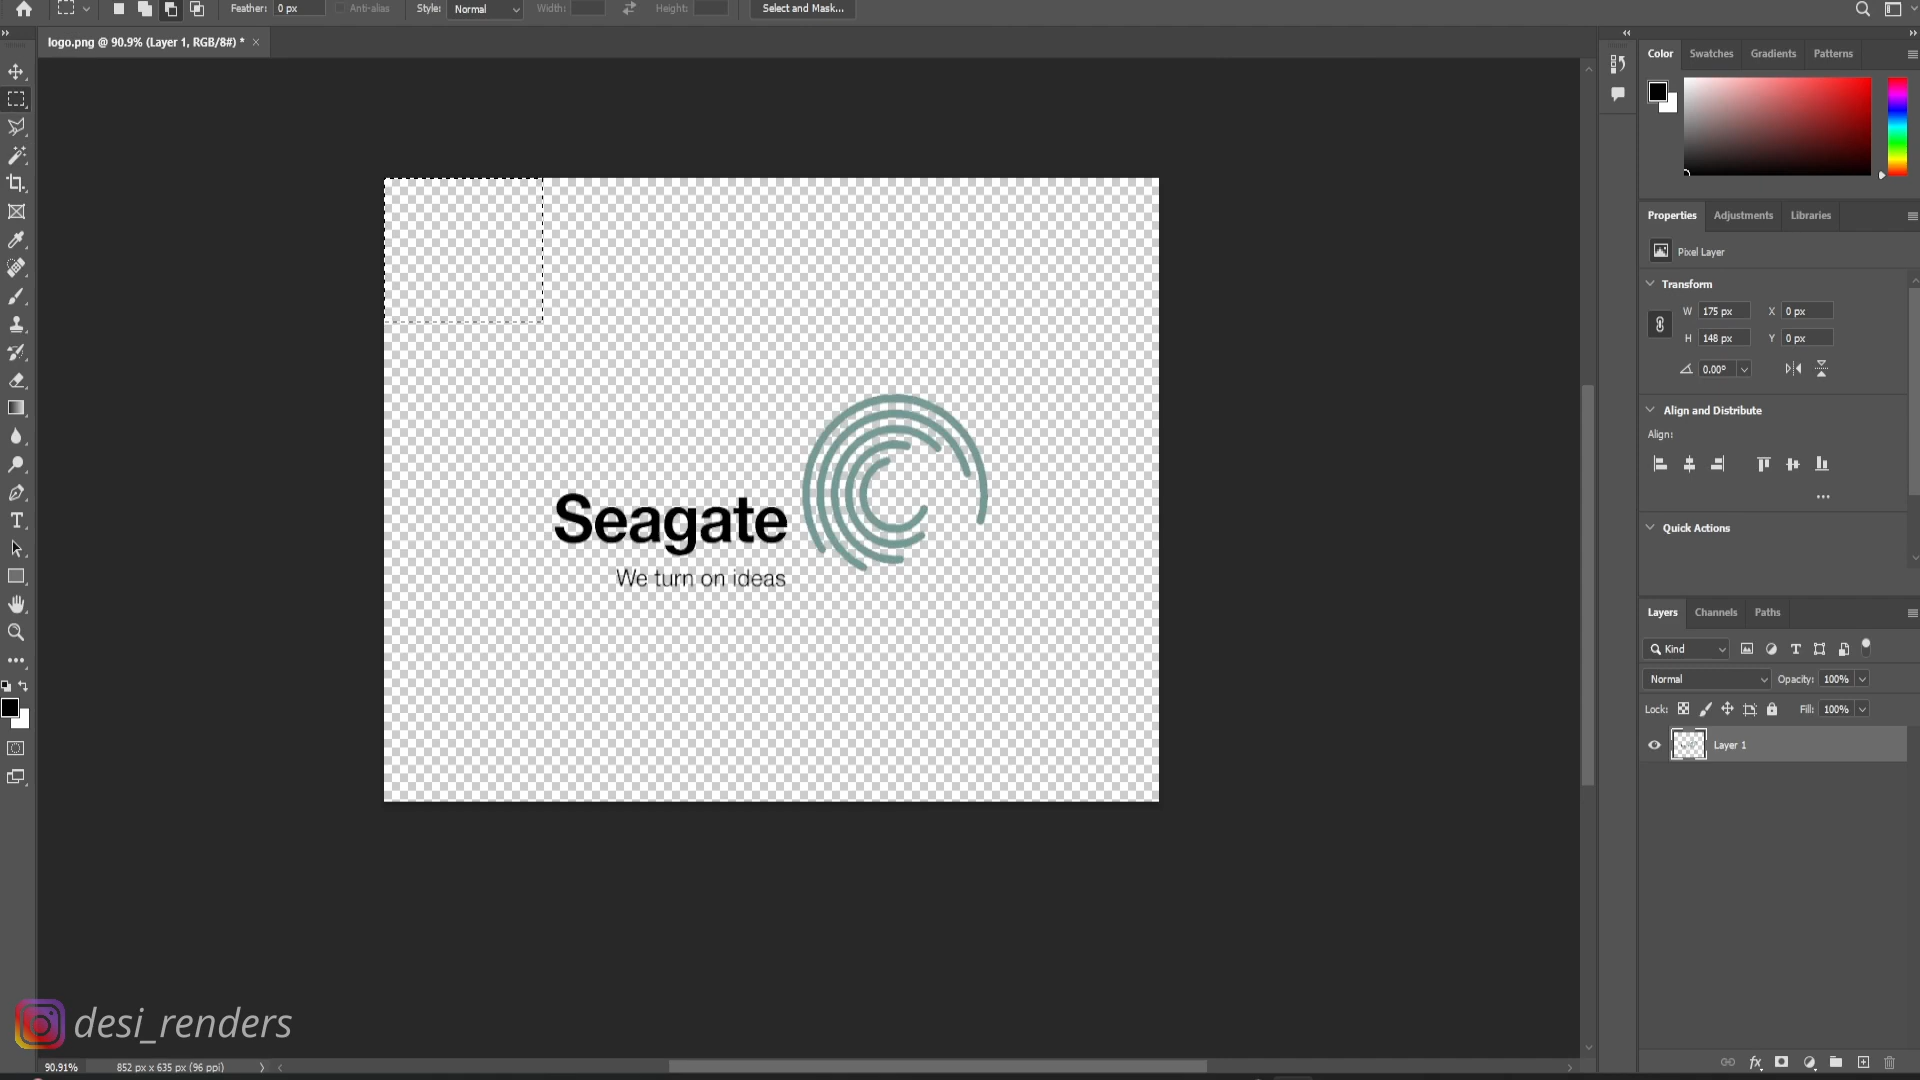 Feather: 0 px Anti-alias Style: Normal Width: Height: Select and Mask...
logo.png @ 90.9% (Layer 1, RGB/8#) * ×
Color Swatches Gradients Patterns
Properties Adjustments Libraries
Pixel Layer
Transform
W 175 px X 0 px
H 148 px Y 0 px
0.00°
Align and Distribute
Align:
Quick Actions
Seagate
We turn on ideas
Layers Channels Paths
Kind
Normal Opacity: 100%
Lock: Fill: 100%
Layer 1
desi_renders
90.91% 852 px x 635 px (96 ppi)